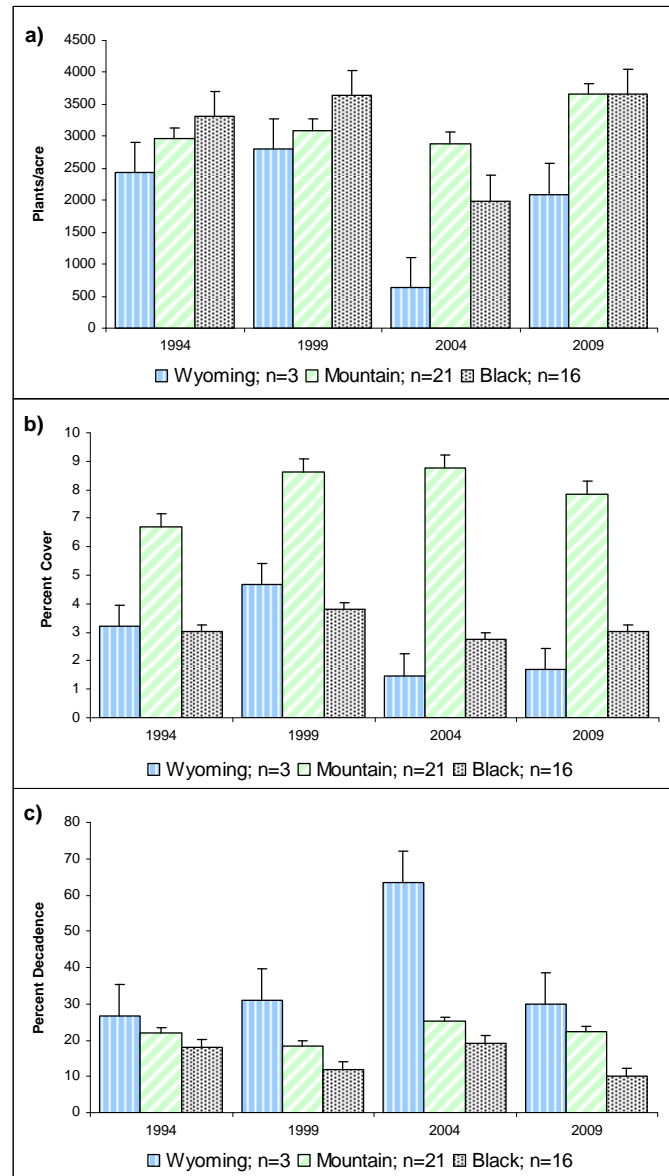 a)
Plants/acre
4500
4000
3500
3000
2500
2000
1500
1000
500
0
1994 1999 2004 2009
Wyoming; n=3 Mountain; n=21 Black; n=16
b)
Percent Cover
10
9
8
7
6
5
4
3
2
1
0
1994 1999 2004 2009
Wyoming; n=3 Mountain; n=21 Black; n=16
c)
Percent Decadence
80
70
60
50
40
30
20
10
0
1994 1999 2004 2009
Wyoming; n=3 Mountain; n=21 Black; n=16